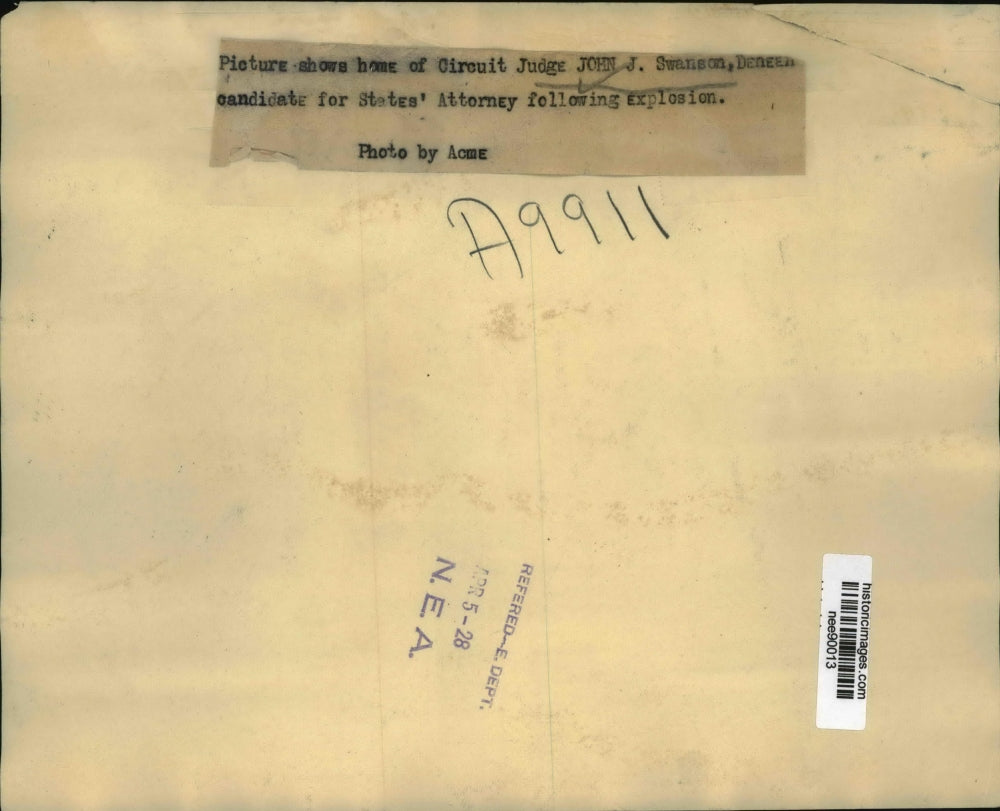 Picture shows home of Circuit Judge JOHN J. Swanson, Deneen
candidate for States' Attorney following explosion.
Photo by Acme
A9911
REFERED-E. DEPT.
APR 5-28
N.E.A.
historicimages.com
nee90013